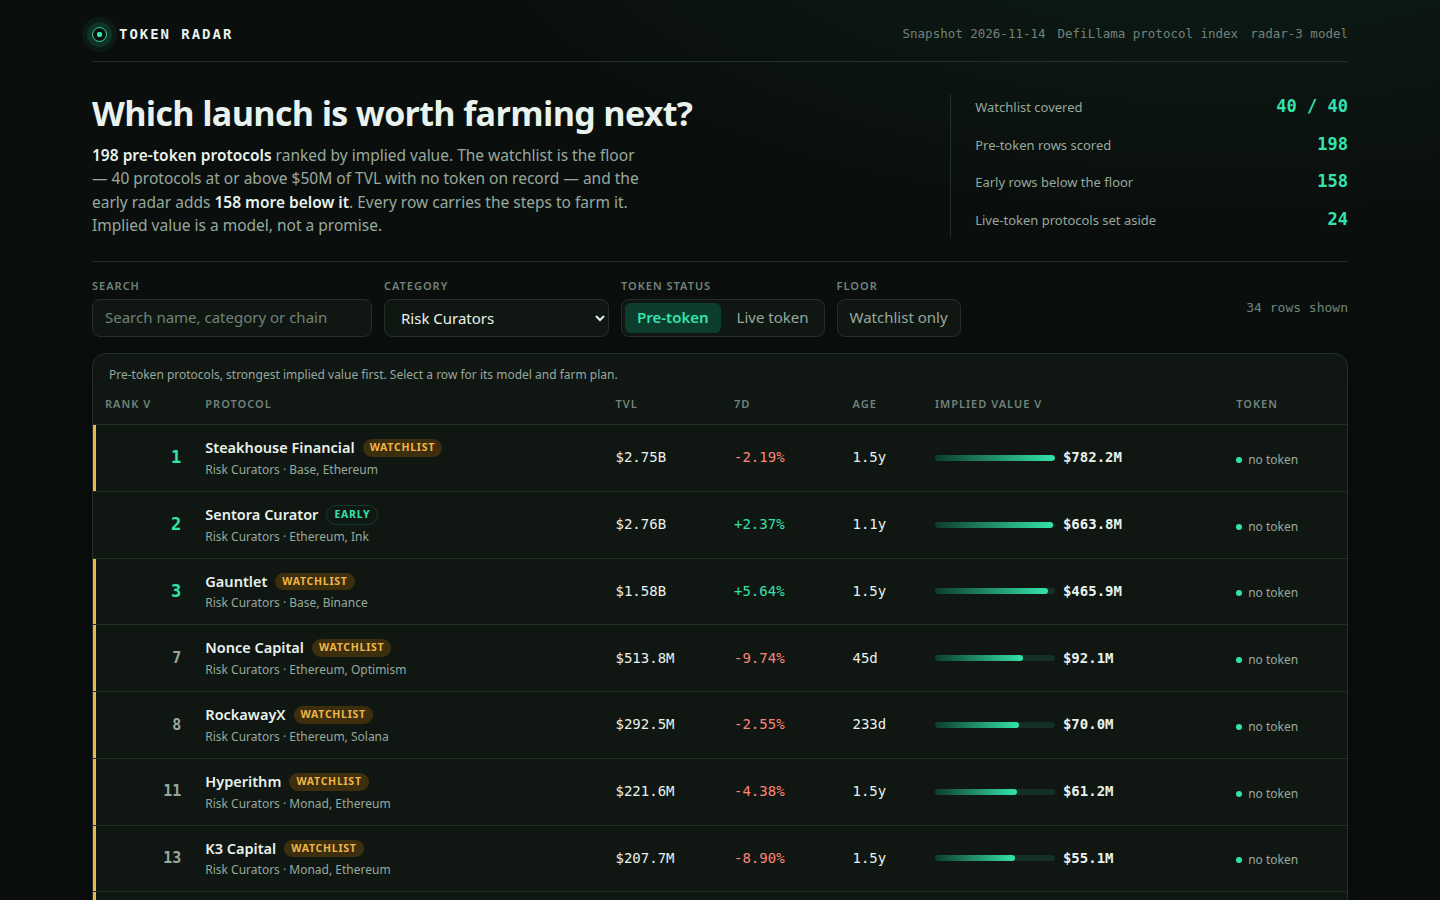 TOKEN RADAR
Snapshot 2026-11-14 DefiLlama protocol index radar-3 model
Which launch is worth farming next?
198 pre-token protocols ranked by implied value. The watchlist is the floor
— 40 protocols at or above $50M of TVL with no token on record — and the
early radar adds 158 more below it. Every row carries the steps to farm it.
Implied value is a model, not a promise.
Watchlist covered 40 / 40
Pre-token rows scored 198
Early rows below the floor 158
Live-token protocols set aside 24
SEARCH CATEGORY TOKEN STATUS FLOOR
Search name, category or chain Risk Curators Pre-token Live token Watchlist only
34 rows shown
Pre-token protocols, strongest implied value first. Select a row for its model and farm plan.
RANK V PROTOCOL TVL 7D AGE IMPLIED VALUE V TOKEN
1 Steakhouse Financial WATCHLIST $2.75B -2.19% 1.5y $782.2M no token
Risk Curators · Base, Ethereum
2 Sentora Curator EARLY $2.76B +2.37% 1.1y $663.8M no token
Risk Curators · Ethereum, Ink
3 Gauntlet WATCHLIST $1.58B +5.64% 1.5y $465.9M no token
Risk Curators · Base, Binance
7 Nonce Capital WATCHLIST $513.8M -9.74% 45d $92.1M no token
Risk Curators · Ethereum, Optimism
8 RockawayX WATCHLIST $292.5M -2.55% 233d $70.0M no token
Risk Curators · Ethereum, Solana
11 Hyperithm WATCHLIST $221.6M -4.38% 1.5y $61.2M no token
Risk Curators · Monad, Ethereum
13 K3 Capital WATCHLIST $207.7M -8.90% 1.5y $55.1M no token
Risk Curators · Monad, Ethereum